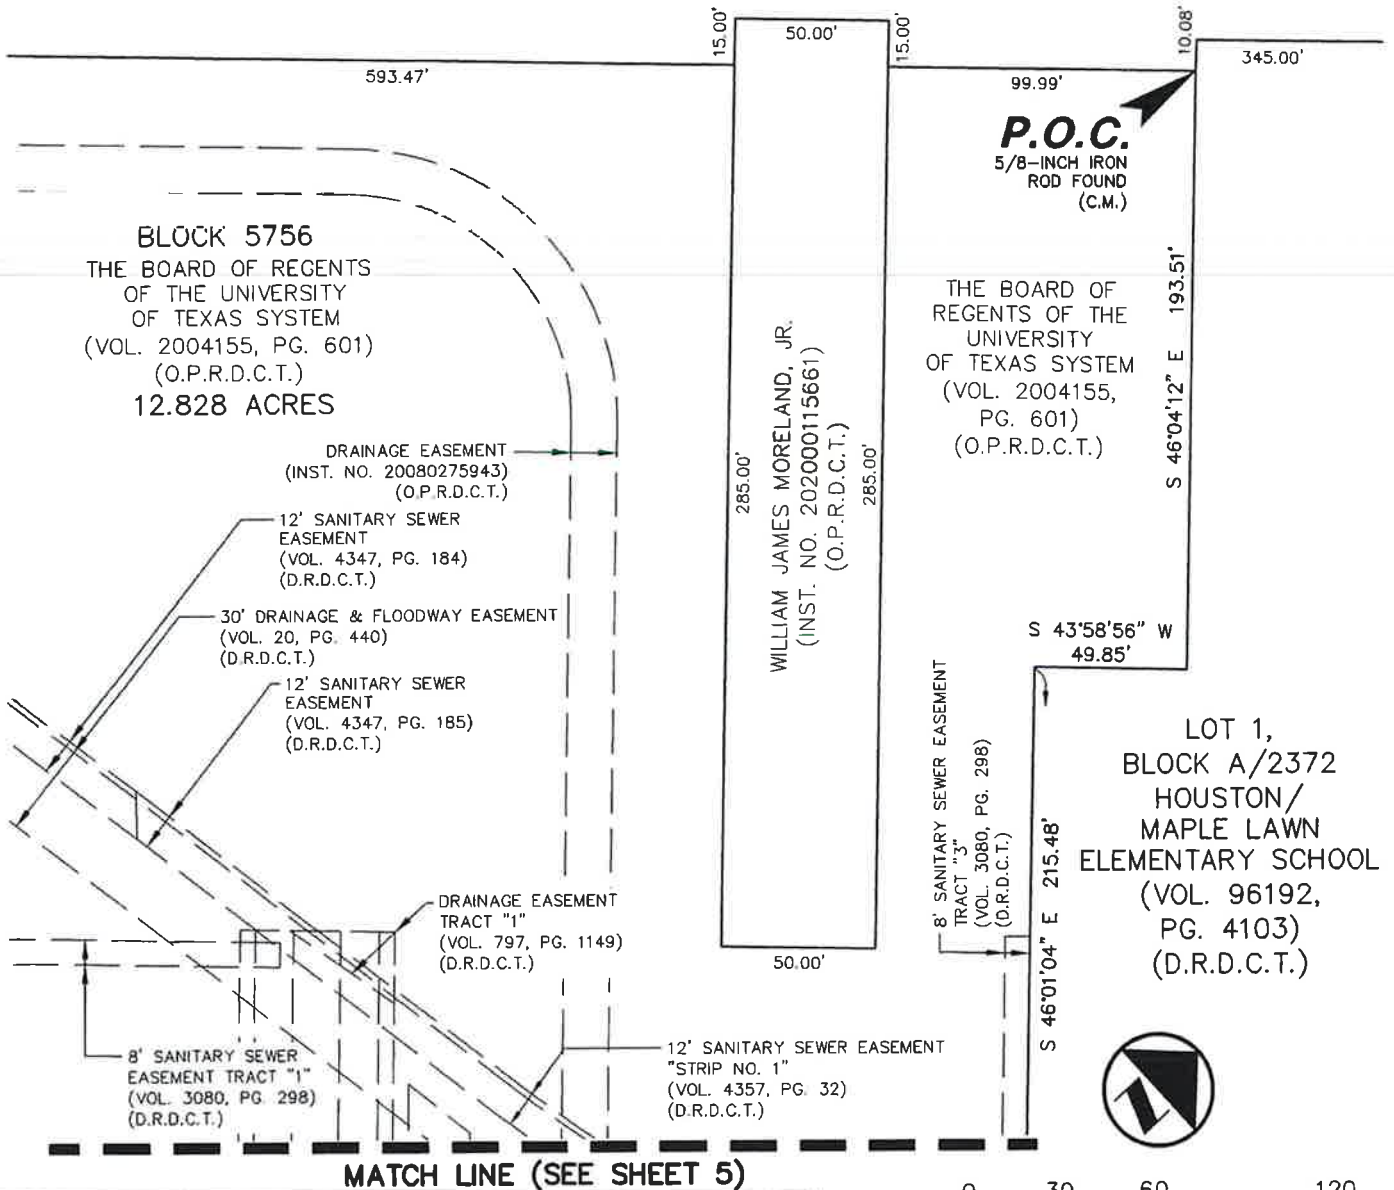 15.00'
50.00'
15.00'
10.08'
345.00'
593.47'
99.99'
P.O.C.
5/8-INCH IRON
ROD FOUND
(C.M.)
BLOCK 5756
THE BOARD OF REGENTS
OF THE UNIVERSITY
OF TEXAS SYSTEM
(VOL. 2004155, PG. 601)
(O.P.R.D.C.T.)
12.828 ACRES
THE BOARD OF
REGENTS OF THE
UNIVERSITY
OF TEXAS SYSTEM
(VOL. 2004155,
PG. 601)
(O.P.R.D.C.T.)
S 46°04'12" E 193.51'
285.00'
WILLIAM JAMES MORELAND, JR.
(INST. NO. 202000115661)
(O.P.R.D.C.T.)
285.00'
DRAINAGE EASEMENT
(INST. NO. 20080275943)
(O.P.R.D.C.T.)
12' SANITARY SEWER
EASEMENT
(VOL. 4347, PG. 184)
(D.R.D.C.T.)
30' DRAINAGE & FLOODWAY EASEMENT
(VOL. 20, PG. 440)
(D.R.D.C.T.)
12' SANITARY SEWER
EASEMENT
(VOL. 4347, PG. 185)
(D.R.D.C.T.)
S 43°58'56" W
49.85'
8' SANITARY SEWER EASEMENT
TRACT "3"
(VOL. 3080, PG. 298)
(D.R.D.C.T.)
S 46°01'04" E 215.48'
LOT 1,
BLOCK A/2372
HOUSTON/
MAPLE LAWN
ELEMENTARY SCHOOL
(VOL. 96192,
PG. 4103)
(D.R.D.C.T.)
DRAINAGE EASEMENT
TRACT "1"
(VOL. 797, PG. 1149)
(D.R.D.C.T.)
50.00'
8' SANITARY SEWER
EASEMENT TRACT "1"
(VOL. 3080, PG. 298)
(D.R.D.C.T.)
12' SANITARY SEWER EASEMENT
"STRIP NO. 1"
(VOL. 4357, PG. 32)
(D.R.D.C.T.)
Z
MATCH LINE (SEE SHEET 5)
0 30 60 120